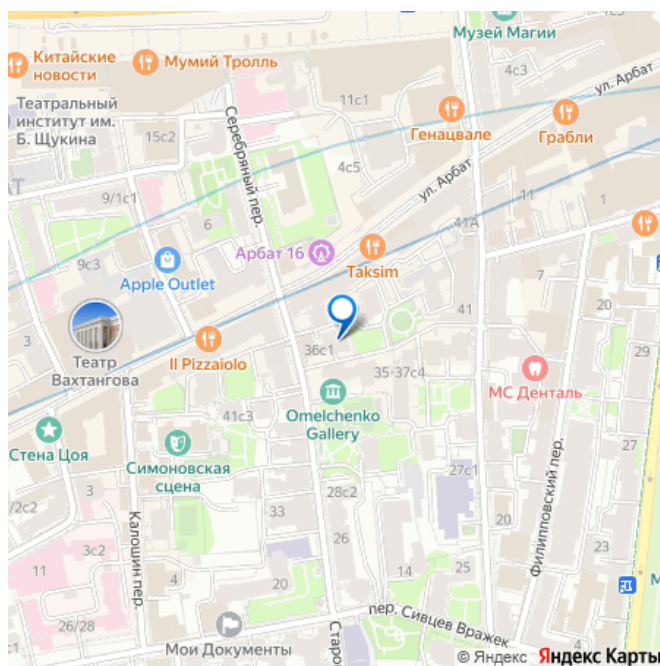 Музей Магии
Китайские
новости
Мумий Тролль
4с3
ул. Арбат
Театральный
институт им.
Б. Щукина
11с1
Генацвале
Грабли
15с2
Серебряный пер.
4с5
ул. Арбат
АТ
9/1с1
6
11
1
41А
Арбат 16
Taksim
9с3
Apple Outlet
7
20
41
Театр
Вахтангова
Il Pizzaiolo
36с1
35-37с4
МС Денталь
Omelchenko
Gallery
41с3
29
Стена Цоя
Симоновская
сцена
27с1
27
3
/2с2
28с2
33
20
Филипповский пер.
Калошин пер.
3с2
26
23
11
4
20
14
25
26/28
пер. Сивцев Вражек
Мои Документы
Старо
М
© Яндекс Яндекс Карты